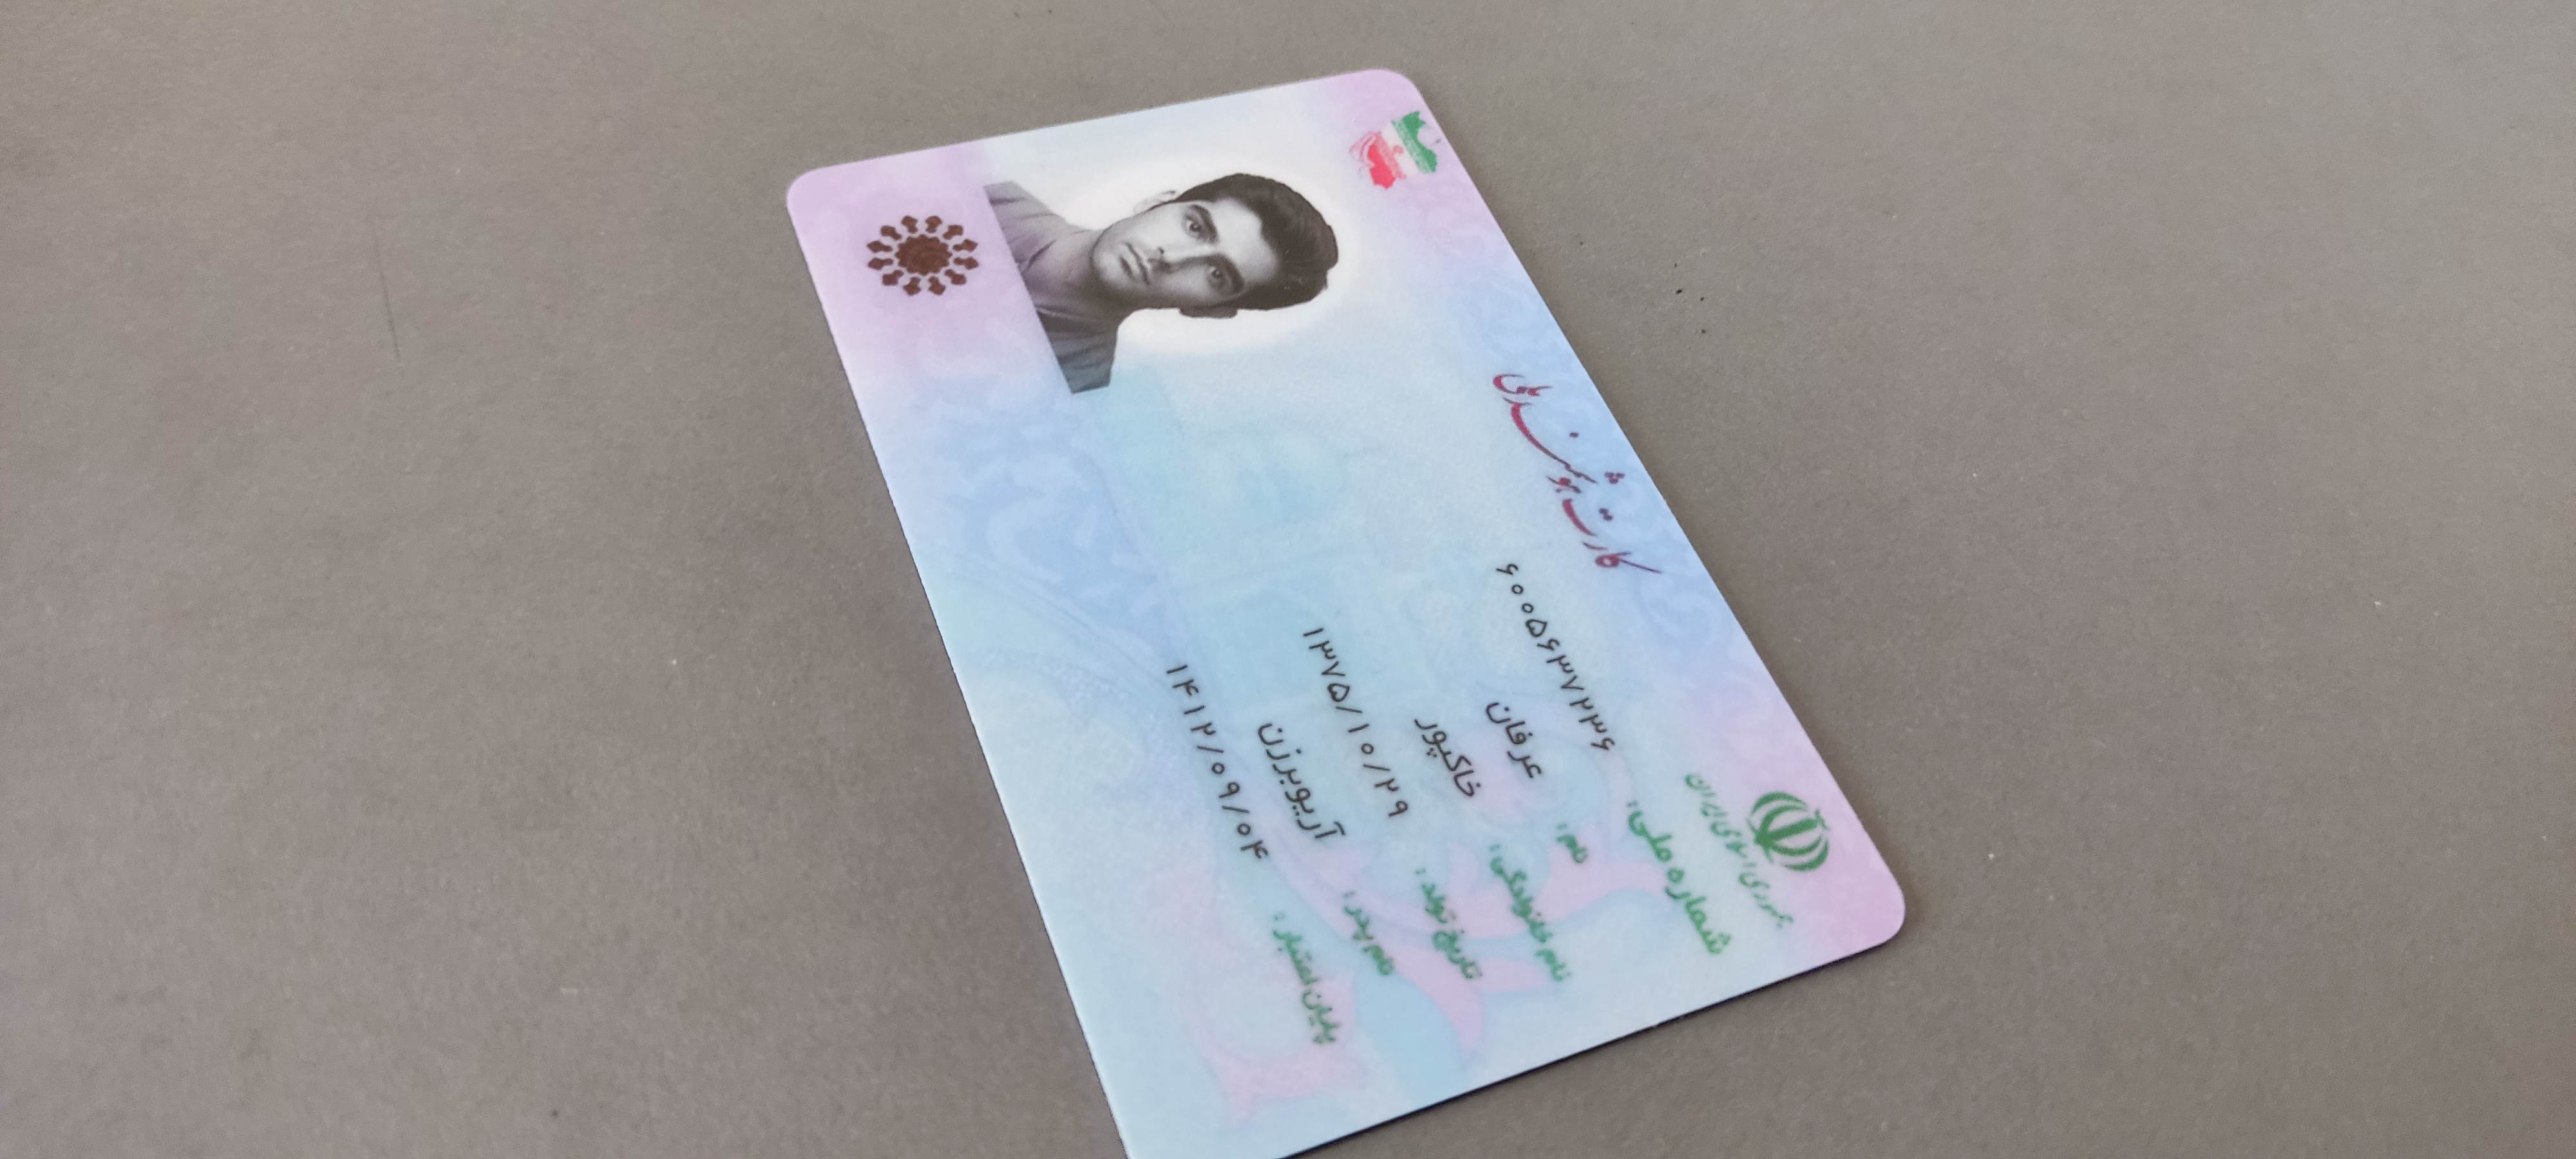 جمهوری اسلامی ایران
کارت هوشمند ملی
شماره ملی: ۶۰۰۵۶۳۷۲۳۶
نام: عرفان
نام خانوادگی: خاکپور
تاریخ تولد: ۱۳۷۵/۱۰/۲۹
نام پدر: آریوبرزن
پایان اعتبار: ۱۴۱۲/۰۹/۰۴